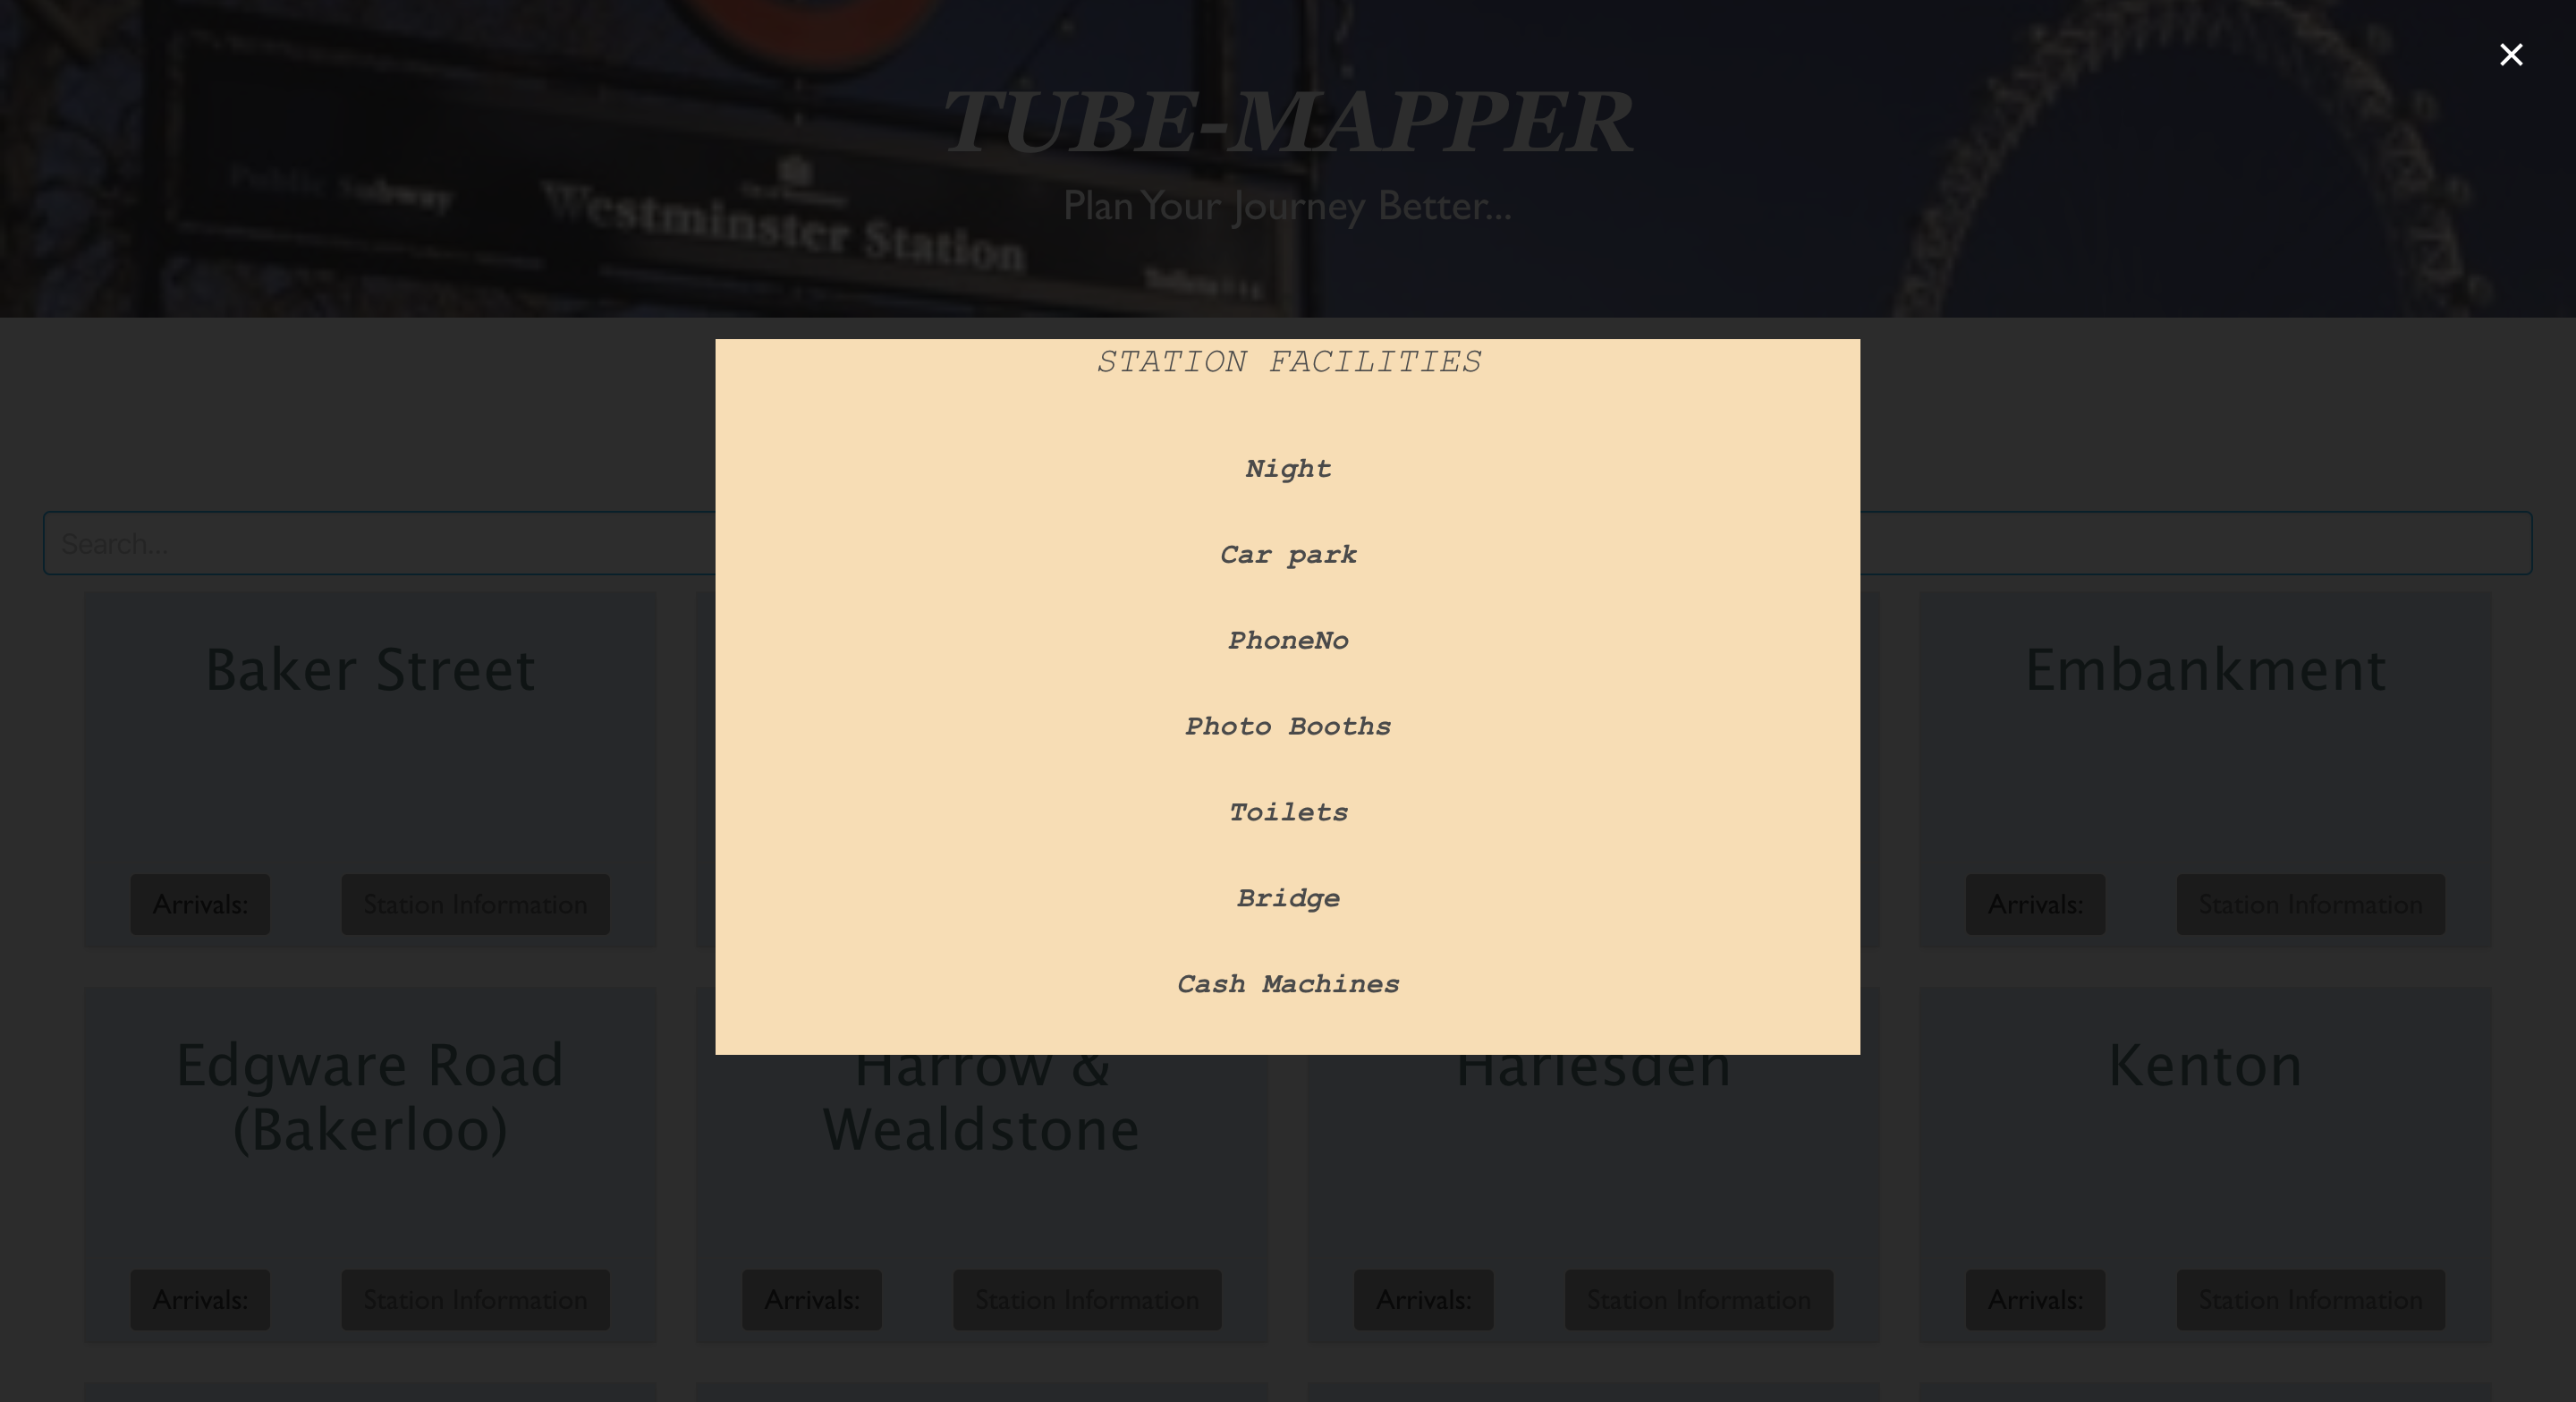 TUBE-MAPPER
Plan Your Journey Better...
Public Subway
Westminster Station
STATION FACILITIES
Night
Car park
PhoneNo
Photo Booths
Toilets
Bridge
Cash Machines
Search...
Baker Street
Embankment
Arrivals:
Station Information
Arrivals:
Station Information
Edgware Road
(Bakerloo)
Harrow &
Wealdstone
Harlesden
Kenton
Arrivals:
Station Information
Arrivals:
Station Information
Arrivals:
Station Information
Arrivals:
Station Information